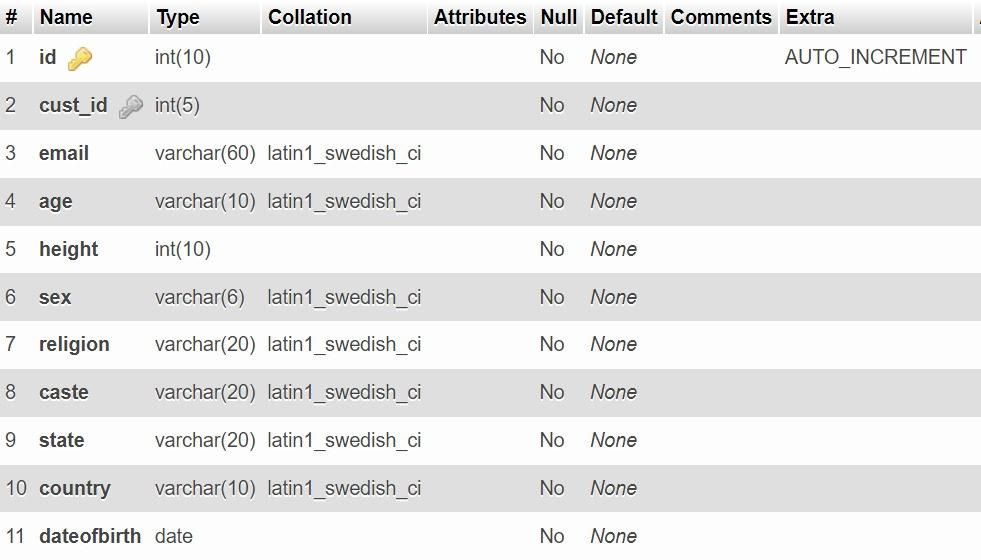 # Name Type Collation Attributes Null Default Comments Extra
1 id int(10) No None AUTO_INCREMENT
2 cust_id int(5) No None
3 email varchar(60) latin1_swedish_ci No None
4 age varchar(10) latin1_swedish_ci No None
5 height int(10) No None
6 sex varchar(6) latin1_swedish_ci No None
7 religion varchar(20) latin1_swedish_ci No None
8 caste varchar(20) latin1_swedish_ci No None
9 state varchar(20) latin1_swedish_ci No None
10 country varchar(10) latin1_swedish_ci No None
11 dateofbirth date No None